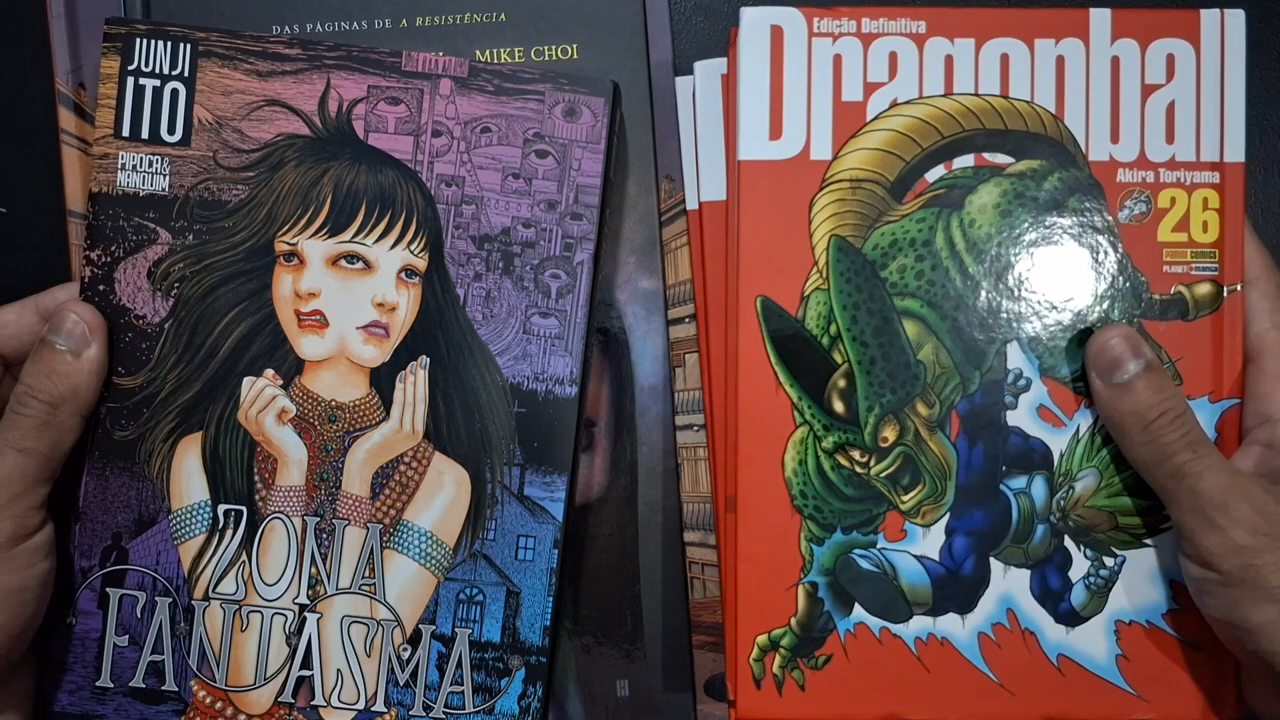 JUNJI
ITO
PIPOCA&
NANQUIM
ZONA
FANTASMA
DAS PÁGINAS DE A RESISTÊNCIA
MIKE CHOI
Edição Definitiva
Dragonball
Akira Toriyama
26
PANINI COMICS
PLANET MANGA